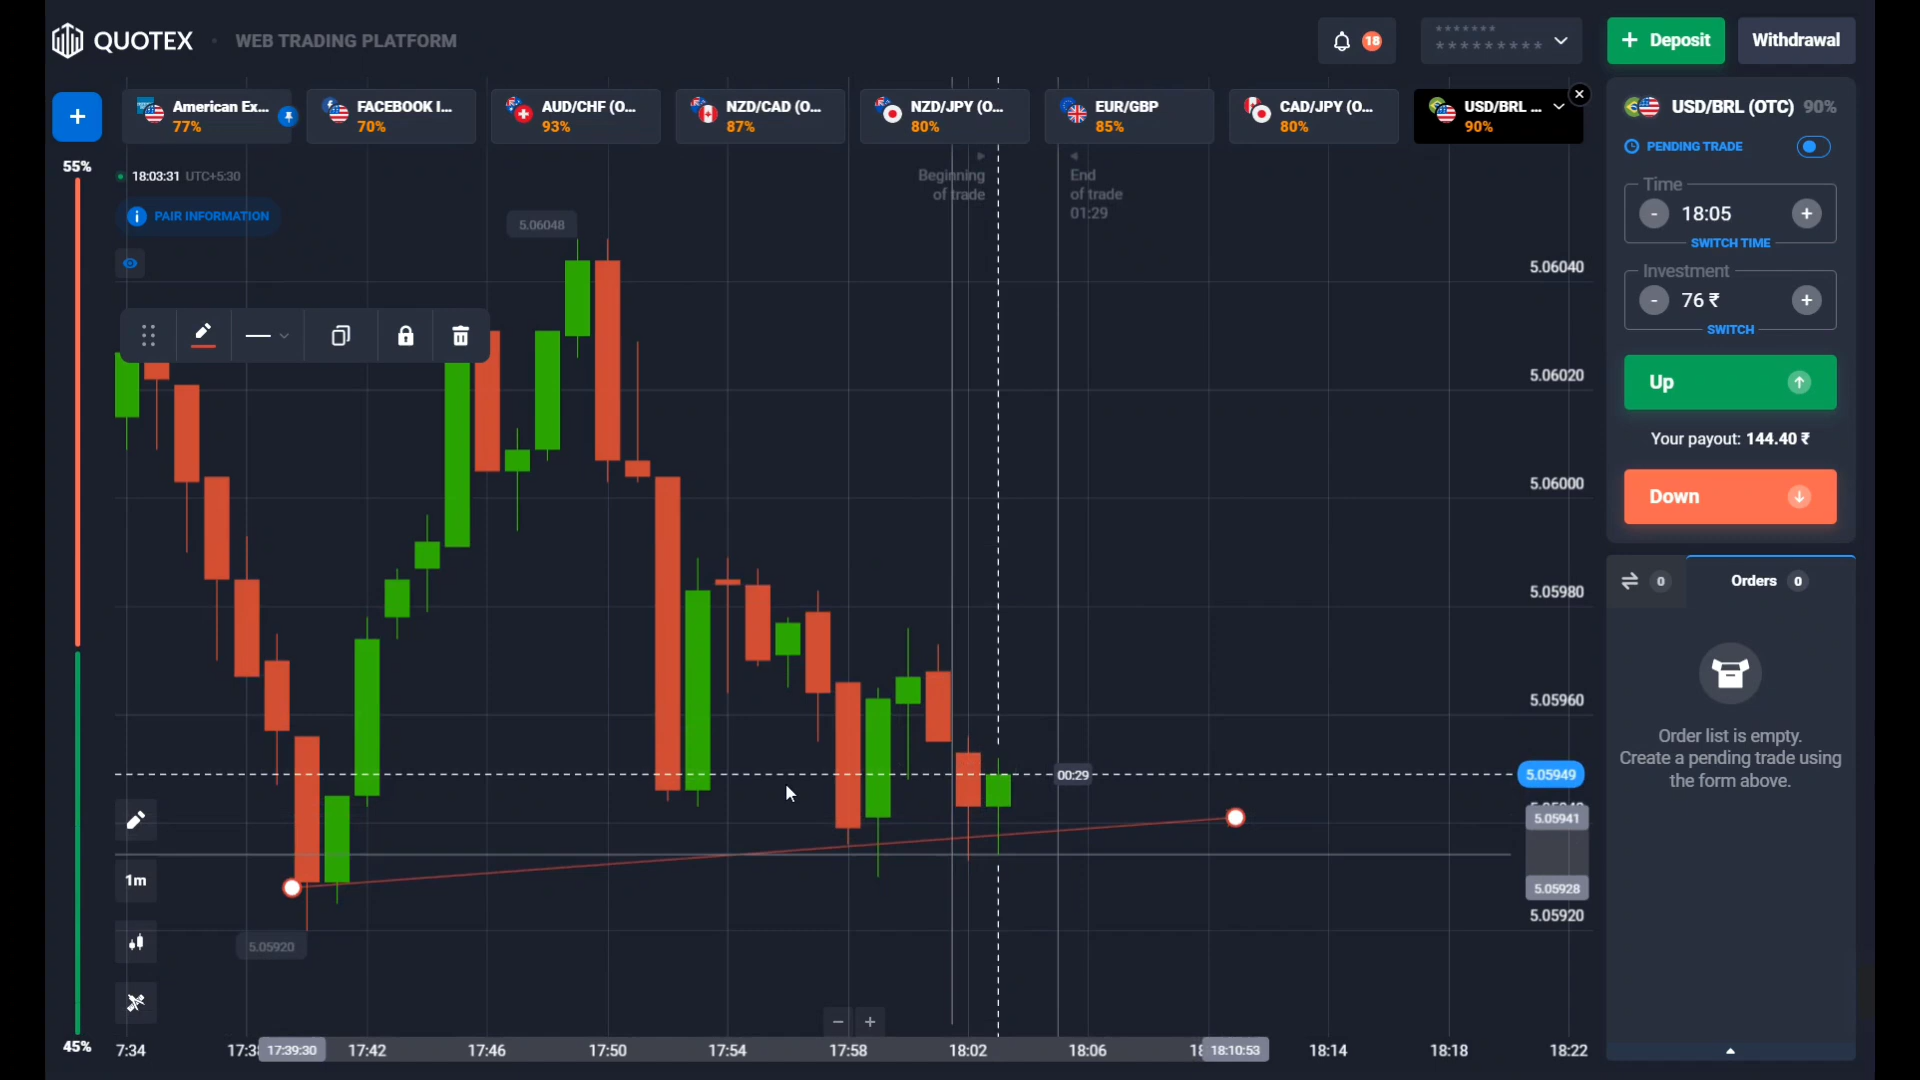 QUOTEX
WEB TRADING PLATFORM
18
*******
*********
+ Deposit
Withdrawal
American Ex...
77%
FACEBOOK I...
70%
AUD/CHF (O...
93%
NZD/CAD (O...
87%
NZD/JPY (O...
80%
EUR/GBP
85%
CAD/JPY (O...
80%
USD/BRL ...
90%
USD/BRL (OTC) 90%
PENDING TRADE
Time
- 18:05 +
SWITCH TIME
Investment
- 76 ₹ +
SWITCH
Up
Your payout: 144.40 ₹
Down
0
Orders 0
Order list is empty.
Create a pending trade using
the form above.
55%
18:03:31 UTC+5:30
PAIR INFORMATION
Beginning
of trade
End
of trade
01:29
5.06048
5.06040
5.06020
5.06000
5.05980
5.05960
00:29
5.05949
5.05941
5.05928
5.05920
1m
5.05920
45%
7:34
17:39:30
17:42
17:46
17:50
17:54
17:58
18:02
18:06
18:10:53
18:14
18:18
18:22